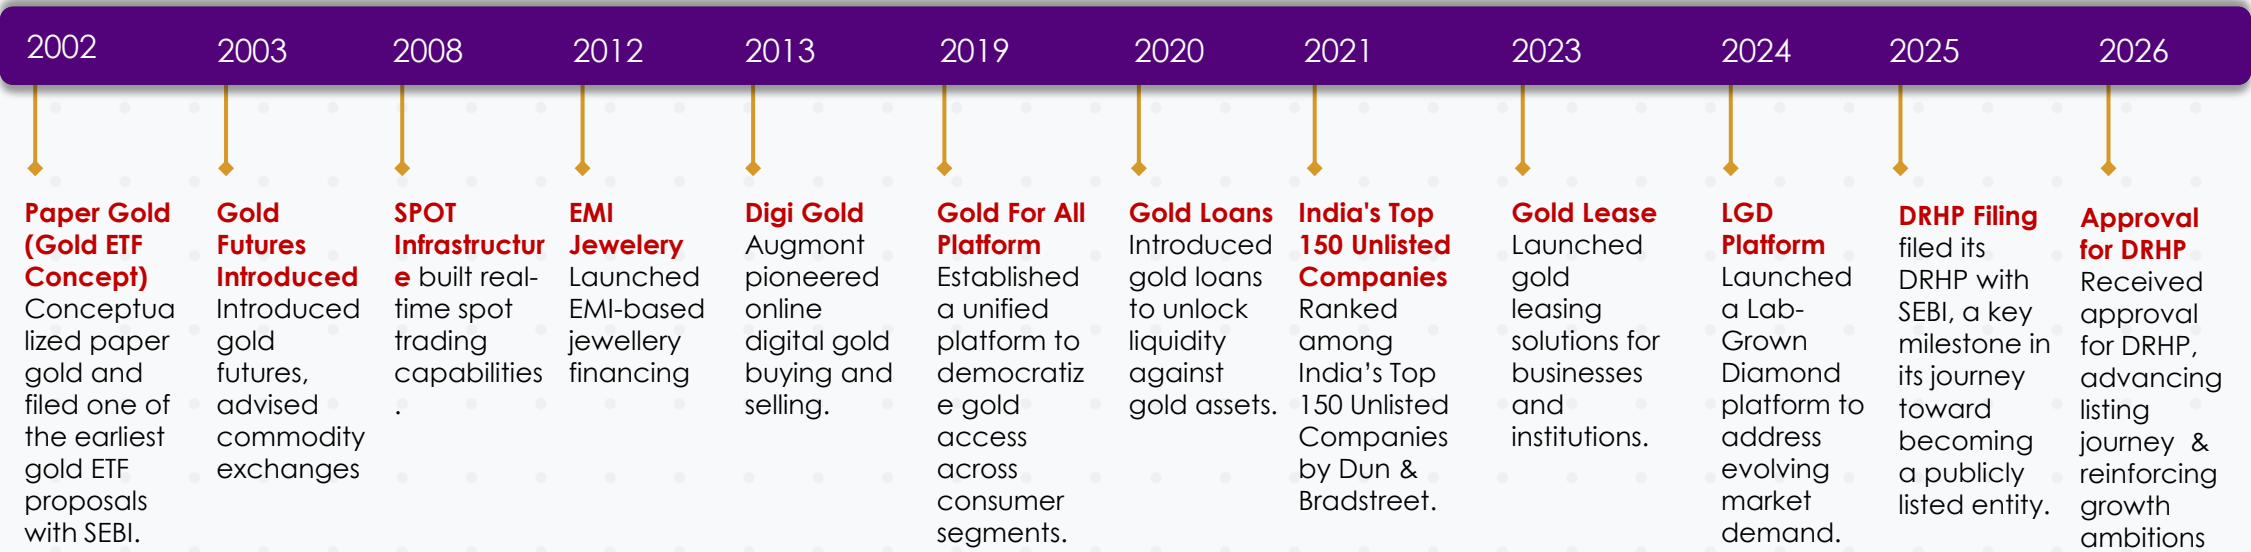 2002
2003
2008
2012
2013
2019
2020
2021
2023
2024
2025
2026
Paper Gold
(Gold ETF
Concept)
Conceptua
lized paper
gold and
filed one of
the earliest
gold ETF
proposals
with SEBI.
Gold
Futures
Introduced
Introduced
gold
futures,
advised
commodity
exchanges
SPOT
Infrastructur
e built real-
time spot
trading
capabilities
.
EMI
Jewelery
Launched
EMI-based
jewellery
financing
Digi Gold
Augmont
pioneered
online
digital gold
buying and
selling.
Gold For All
Platform
Established
a unified
platform to
democratiz
e gold
access
across
consumer
segments.
Gold Loans
Introduced
gold loans
to unlock
liquidity
against
gold assets.
India's Top
150 Unlisted
Companies
Ranked
among
India’s Top
150 Unlisted
Companies
by Dun &
Bradstreet.
Gold Lease
Launched
gold
leasing
solutions for
businesses
and
institutions.
LGD
Platform
Launched
a Lab-
Grown
Diamond
platform to
address
evolving
market
demand.
DRHP Filing
filed its
DRHP with
SEBI, a key
milestone in
its journey
toward
becoming
a publicly
listed entity.
Approval
for DRHP
Received
approval
for DRHP,
advancing
listing
journey &
reinforcing
growth
ambitions